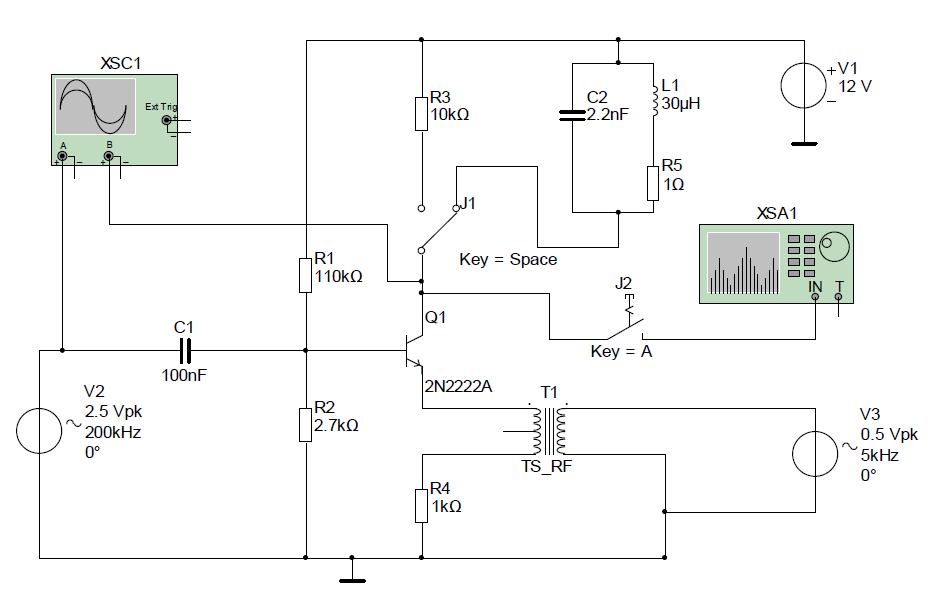 XSC1
Ext Trig
+
−
A
B
+
−
+
−
R3
10kΩ
C2
2.2nF
L1
30µH
R5
1Ω
+
V1
12 V
−
J1
Key = Space
XSA1
IN
T
R1
110kΩ
J2
Key = A
C1
100nF
Q1
2N2222A
V2
2.5 Vpk
200kHz
0°
R2
2.7kΩ
T1
TS_RF
V3
0.5 Vpk
5kHz
0°
R4
1kΩ